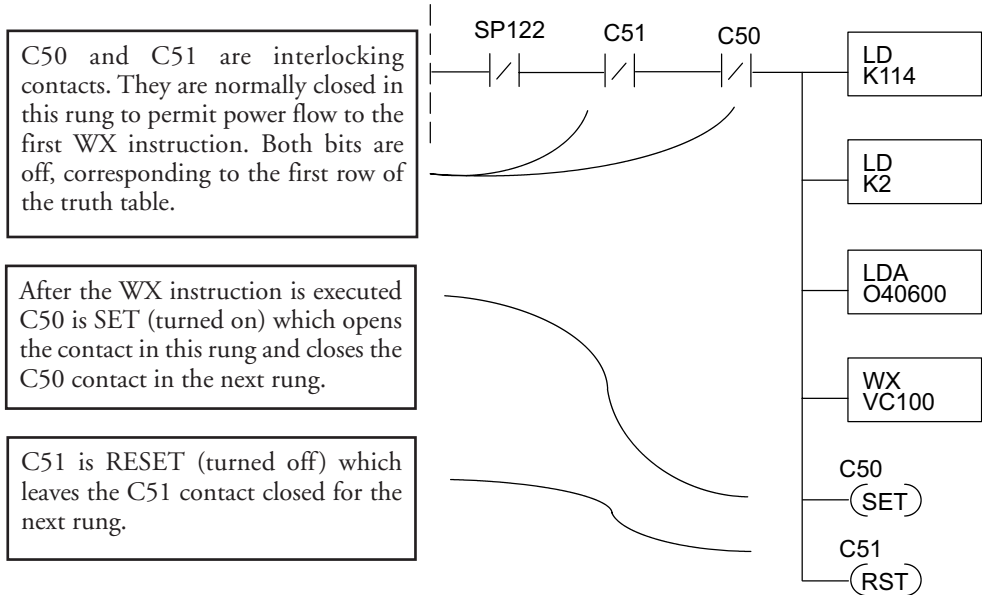 C50 and C51 are interlocking
contacts. They are normally closed in
this rung to permit power flow to the
first WX instruction. Both bits are
off, corresponding to the first row of
the truth table.
SP122
C51
C50
LD
K114
LD
K2
LDA
O40600
After the WX instruction is executed
C50 is SET (turned on) which opens
the contact in this rung and closes the
C50 contact in the next rung.
WX
VC100
C51 is RESET (turned off) which
leaves the C51 contact closed for the
next rung.
C50
SET
C51
RST